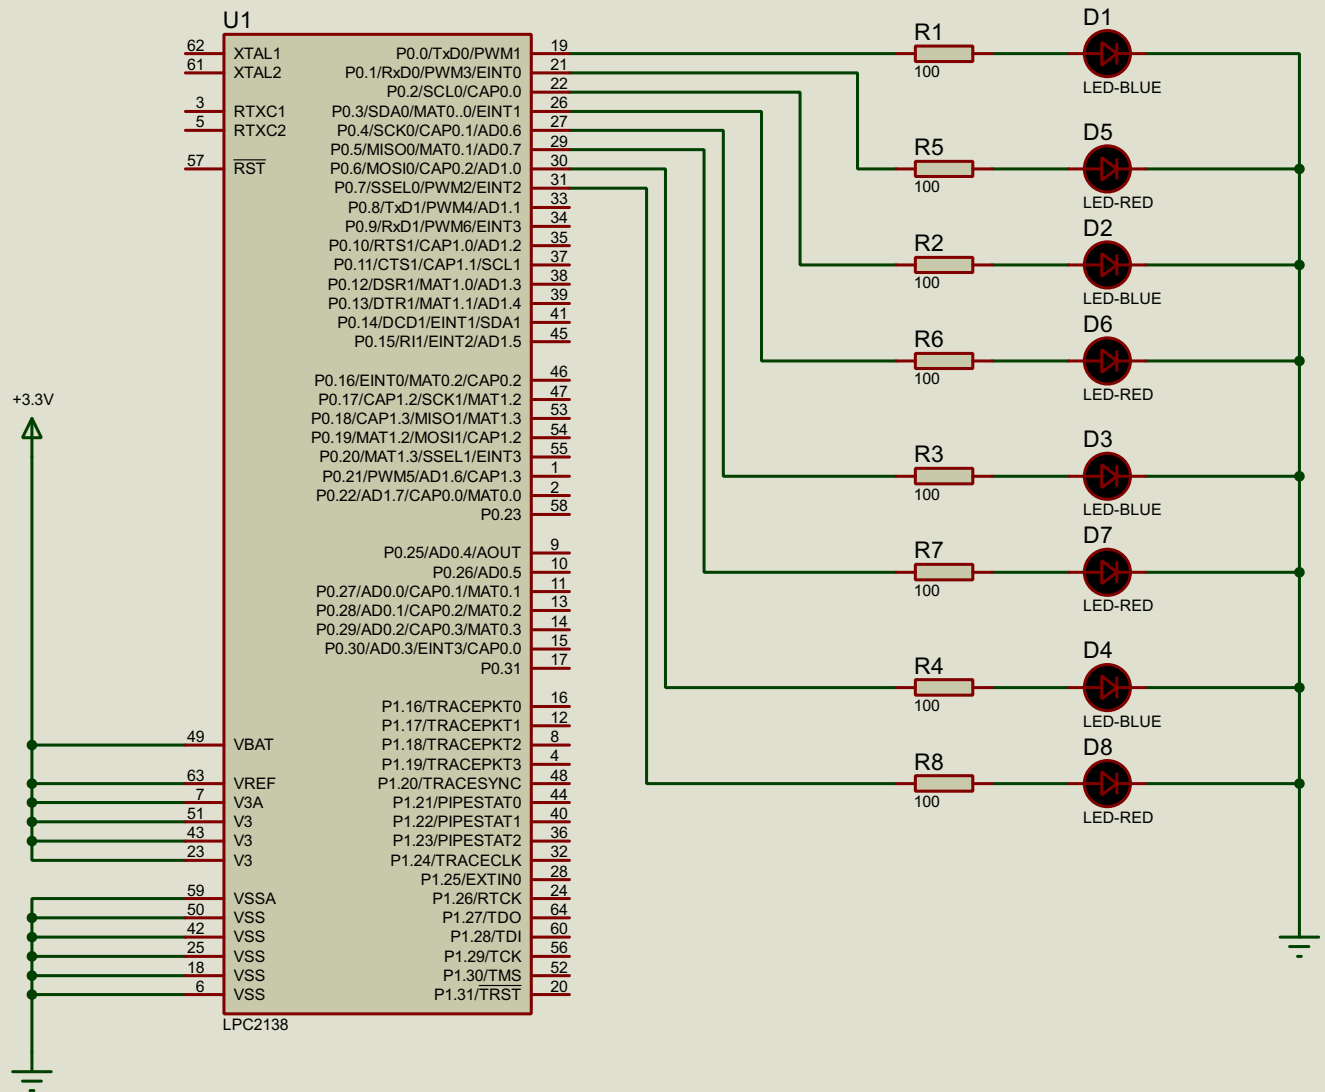 U1
62 XTAL1 P0.0/TxD0/PWM1 19
61 XTAL2 P0.1/RxD0/PWM3/EINT0 21
P0.2/SCL0/CAP0.0 22
3 RTXC1 P0.3/SDA0/MAT0..0/EINT1 26
5 RTXC2 P0.4/SCK0/CAP0.1/AD0.6 27
P0.5/MISO0/MAT0.1/AD0.7 29
57 RST P0.6/MOSI0/CAP0.2/AD1.0 30
P0.7/SSEL0/PWM2/EINT2 31
P0.8/TxD1/PWM4/AD1.1 33
P0.9/RxD1/PWM6/EINT3 34
P0.10/RTS1/CAP1.0/AD1.2 35
P0.11/CTS1/CAP1.1/SCL1 37
P0.12/DSR1/MAT1.0/AD1.3 38
P0.13/DTR1/MAT1.1/AD1.4 39
P0.14/DCD1/EINT1/SDA1 41
P0.15/RI1/EINT2/AD1.5 45
P0.16/EINT0/MAT0.2/CAP0.2 46
P0.17/CAP1.2/SCK1/MAT1.2 47
P0.18/CAP1.3/MISO1/MAT1.3 53
P0.19/MAT1.2/MOSI1/CAP1.2 54
P0.20/MAT1.3/SSEL1/EINT3 55
P0.21/PWM5/AD1.6/CAP1.3 1
P0.22/AD1.7/CAP0.0/MAT0.0 2
P0.23 58
P0.25/AD0.4/AOUT 9
P0.26/AD0.5 10
P0.27/AD0.0/CAP0.1/MAT0.1 11
P0.28/AD0.1/CAP0.2/MAT0.2 13
P0.29/AD0.2/CAP0.3/MAT0.3 14
P0.30/AD0.3/EINT3/CAP0.0 15
P0.31 17
P1.16/TRACEPKT0 16
P1.17/TRACEPKT1 12
49 VBAT P1.18/TRACEPKT2 8
P1.19/TRACEPKT3 4
63 VREF P1.20/TRACESYNC 48
7 V3A P1.21/PIPESTAT0 44
51 V3 P1.22/PIPESTAT1 40
43 V3 P1.23/PIPESTAT2 36
23 V3 P1.24/TRACECLK 32
P1.25/EXTIN0 28
59 VSSA P1.26/RTCK 24
50 VSS P1.27/TDO 64
42 VSS P1.28/TDI 60
25 VSS P1.29/TCK 56
18 VSS P1.30/TMS 52
6 VSS P1.31/TRST 20
LPC2138
+3.3V
R1
100
D1
LED-BLUE
R5
100
D5
LED-RED
R2
100
D2
LED-BLUE
R6
100
D6
LED-RED
R3
100
D3
LED-BLUE
R7
100
D7
LED-RED
R4
100
D4
LED-BLUE
R8
100
D8
LED-RED